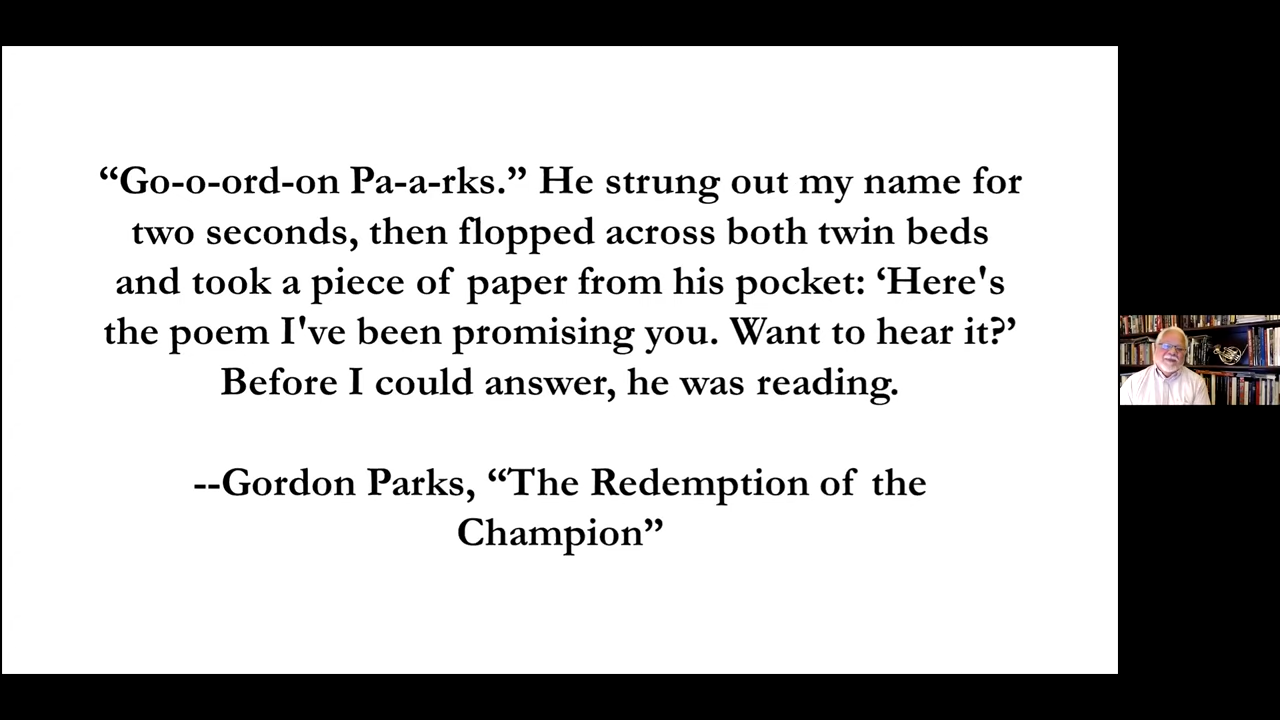 “Go-o-ord-on Pa-a-rks.” He strung out my name for
two seconds, then flopped across both twin beds
and took a piece of paper from his pocket: ‘Here's
the poem I've been promising you. Want to hear it?’
Before I could answer, he was reading.
--Gordon Parks, “The Redemption of the
Champion”